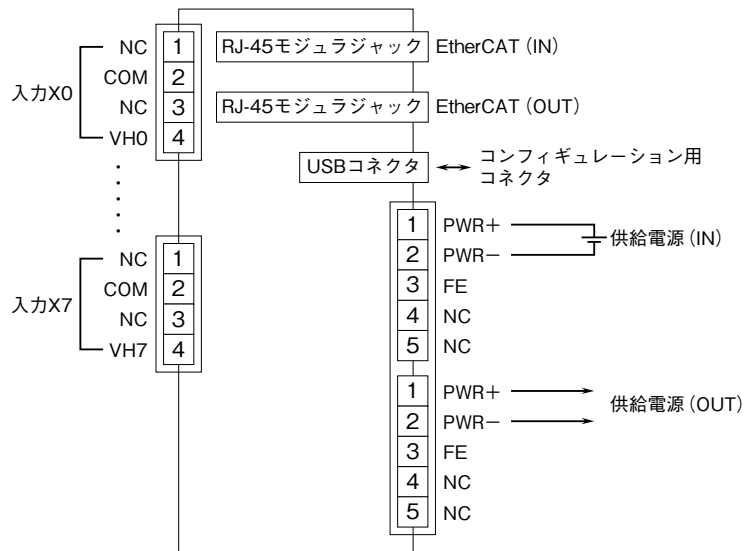 入力X0
NC 1
COM 2
NC 3
VH0 4
入力X7
NC 1
COM 2
NC 3
VH7 4
RJ-45モジュラジャック EtherCAT (IN)
RJ-45モジュラジャック EtherCAT (OUT)
USBコネクタ
コンフィギュレーション用
コネクタ
1 PWR+
2 PWR−
3 FE
4 NC
5 NC
供給電源 (IN)
1 PWR+
2 PWR−
3 FE
4 NC
5 NC
供給電源 (OUT)